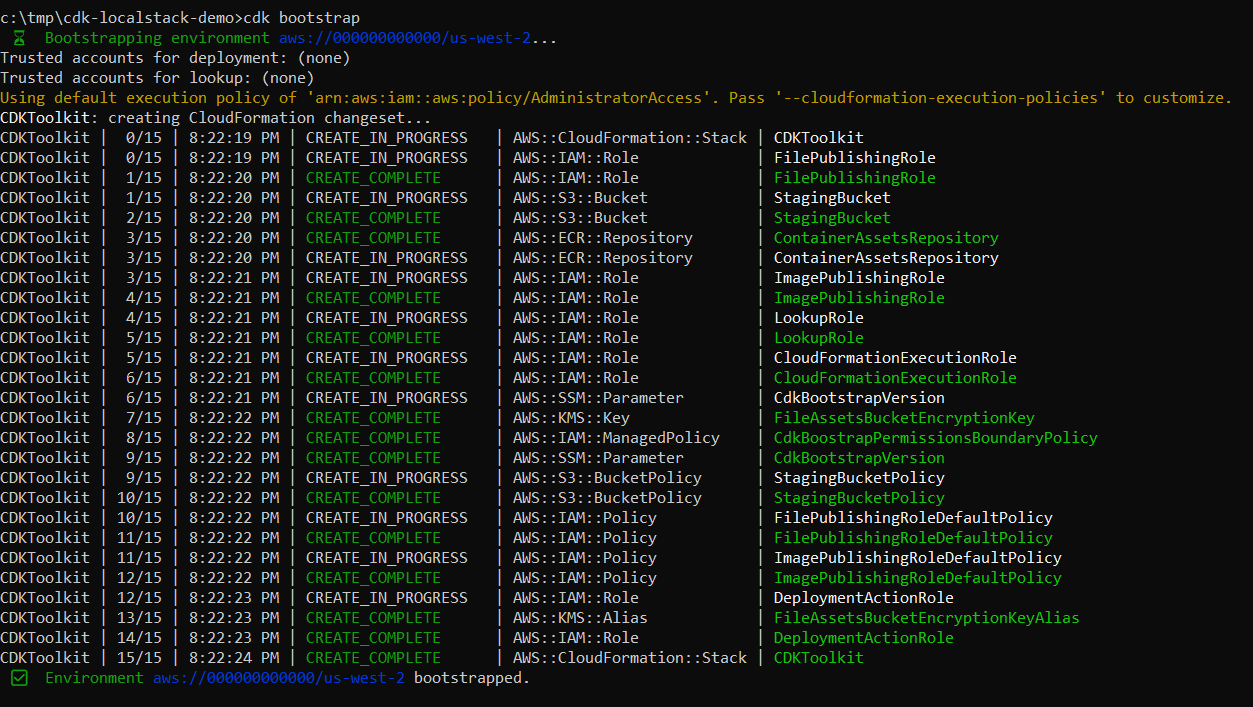 c:\tmp\cdk-localstack-demo>cdk bootstrap
⏳ Bootstrapping environment aws://000000000000/us-west-2...
Trusted accounts for deployment: (none)
Trusted accounts for lookup: (none)
Using default execution policy of 'arn:aws:iam::aws:policy/AdministratorAccess'. Pass '--cloudformation-execution-policies' to customize.
CDKToolkit: creating CloudFormation changeset...
CDKToolkit |  0/15 | 8:22:19 PM | CREATE_IN_PROGRESS   | AWS::CloudFormation::Stack | CDKToolkit
CDKToolkit |  0/15 | 8:22:19 PM | CREATE_IN_PROGRESS   | AWS::IAM::Role             | FilePublishingRole
CDKToolkit |  1/15 | 8:22:20 PM | CREATE_COMPLETE      | AWS::IAM::Role             | FilePublishingRole
CDKToolkit |  1/15 | 8:22:20 PM | CREATE_IN_PROGRESS   | AWS::S3::Bucket            | StagingBucket
CDKToolkit |  2/15 | 8:22:20 PM | CREATE_COMPLETE      | AWS::S3::Bucket            | StagingBucket
CDKToolkit |  3/15 | 8:22:20 PM | CREATE_COMPLETE      | AWS::ECR::Repository       | ContainerAssetsRepository
CDKToolkit |  3/15 | 8:22:20 PM | CREATE_IN_PROGRESS   | AWS::ECR::Repository       | ContainerAssetsRepository
CDKToolkit |  3/15 | 8:22:21 PM | CREATE_IN_PROGRESS   | AWS::IAM::Role             | ImagePublishingRole
CDKToolkit |  4/15 | 8:22:21 PM | CREATE_COMPLETE      | AWS::IAM::Role             | ImagePublishingRole
CDKToolkit |  4/15 | 8:22:21 PM | CREATE_IN_PROGRESS   | AWS::IAM::Role             | LookupRole
CDKToolkit |  5/15 | 8:22:21 PM | CREATE_COMPLETE      | AWS::IAM::Role             | LookupRole
CDKToolkit |  5/15 | 8:22:21 PM | CREATE_IN_PROGRESS   | AWS::IAM::Role             | CloudFormationExecutionRole
CDKToolkit |  6/15 | 8:22:21 PM | CREATE_COMPLETE      | AWS::IAM::Role             | CloudFormationExecutionRole
CDKToolkit |  6/15 | 8:22:21 PM | CREATE_IN_PROGRESS   | AWS::SSM::Parameter        | CdkBootstrapVersion
CDKToolkit |  7/15 | 8:22:22 PM | CREATE_COMPLETE      | AWS::KMS::Key              | FileAssetsBucketEncryptionKey
CDKToolkit |  8/15 | 8:22:22 PM | CREATE_COMPLETE      | AWS::IAM::ManagedPolicy    | CdkBoostrapPermissionsBoundaryPolicy
CDKToolkit |  9/15 | 8:22:22 PM | CREATE_COMPLETE      | AWS::SSM::Parameter        | CdkBootstrapVersion
CDKToolkit |  9/15 | 8:22:22 PM | CREATE_IN_PROGRESS   | AWS::S3::BucketPolicy      | StagingBucketPolicy
CDKToolkit | 10/15 | 8:22:22 PM | CREATE_COMPLETE      | AWS::S3::BucketPolicy      | StagingBucketPolicy
CDKToolkit | 10/15 | 8:22:22 PM | CREATE_IN_PROGRESS   | AWS::IAM::Policy           | FilePublishingRoleDefaultPolicy
CDKToolkit | 11/15 | 8:22:22 PM | CREATE_COMPLETE      | AWS::IAM::Policy           | FilePublishingRoleDefaultPolicy
CDKToolkit | 11/15 | 8:22:22 PM | CREATE_IN_PROGRESS   | AWS::IAM::Policy           | ImagePublishingRoleDefaultPolicy
CDKToolkit | 12/15 | 8:22:22 PM | CREATE_COMPLETE      | AWS::IAM::Policy           | ImagePublishingRoleDefaultPolicy
CDKToolkit | 12/15 | 8:22:23 PM | CREATE_IN_PROGRESS   | AWS::IAM::Role             | DeploymentActionRole
CDKToolkit | 13/15 | 8:22:23 PM | CREATE_COMPLETE      | AWS::KMS::Alias            | FileAssetsBucketEncryptionKeyAlias
CDKToolkit | 14/15 | 8:22:23 PM | CREATE_COMPLETE      | AWS::IAM::Role             | DeploymentActionRole
CDKToolkit | 15/15 | 8:22:24 PM | CREATE_COMPLETE      | AWS::CloudFormation::Stack | CDKToolkit
✅ Environment aws://000000000000/us-west-2 bootstrapped.